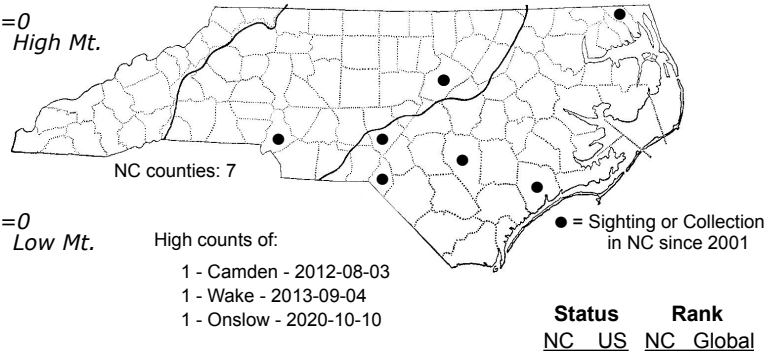 =0
High Mt.
NC counties: 7
=0
Low Mt.
High counts of:
1 - Camden - 2012-08-03
1 - Wake - 2013-09-04
1 - Onslow - 2020-10-10
● = Sighting or Collection
in NC since 2001
Status Rank
NC US NC Global